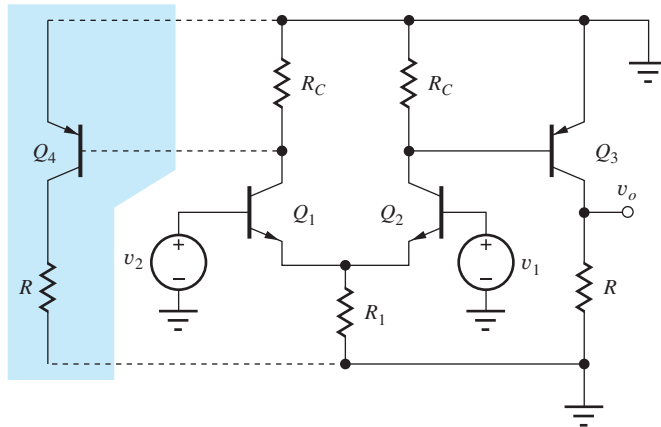 R_C
R_C
Q_4
Q_3
v_o
Q_1
Q_2
+
+
v_2
v_1
−
−
R
R_1
R